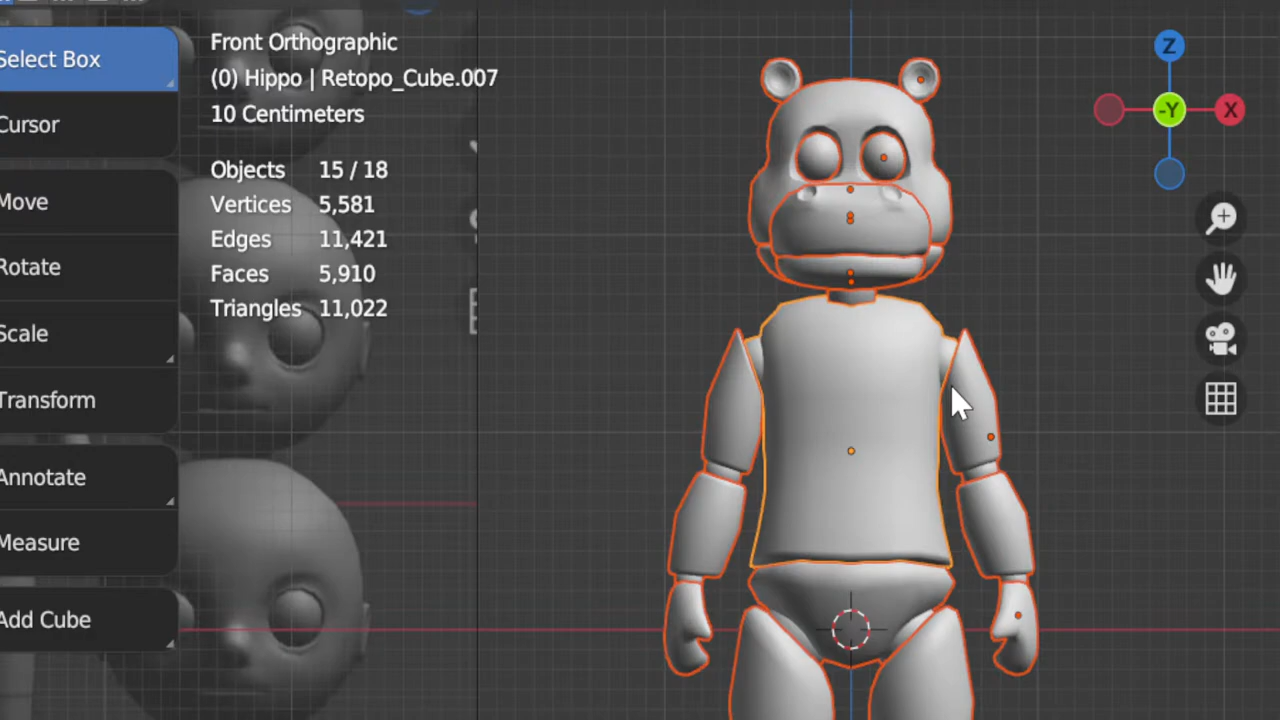 Select Box
Cursor
Move
Rotate
Scale
Transform
Annotate
Measure
Add Cube
Front Orthographic
(0) Hippo | Retopo_Cube.007
10 Centimeters
Objects 15 / 18
Vertices 5,581
Edges 11,421
Faces 5,910
Triangles 11,022
Z
-Y
X